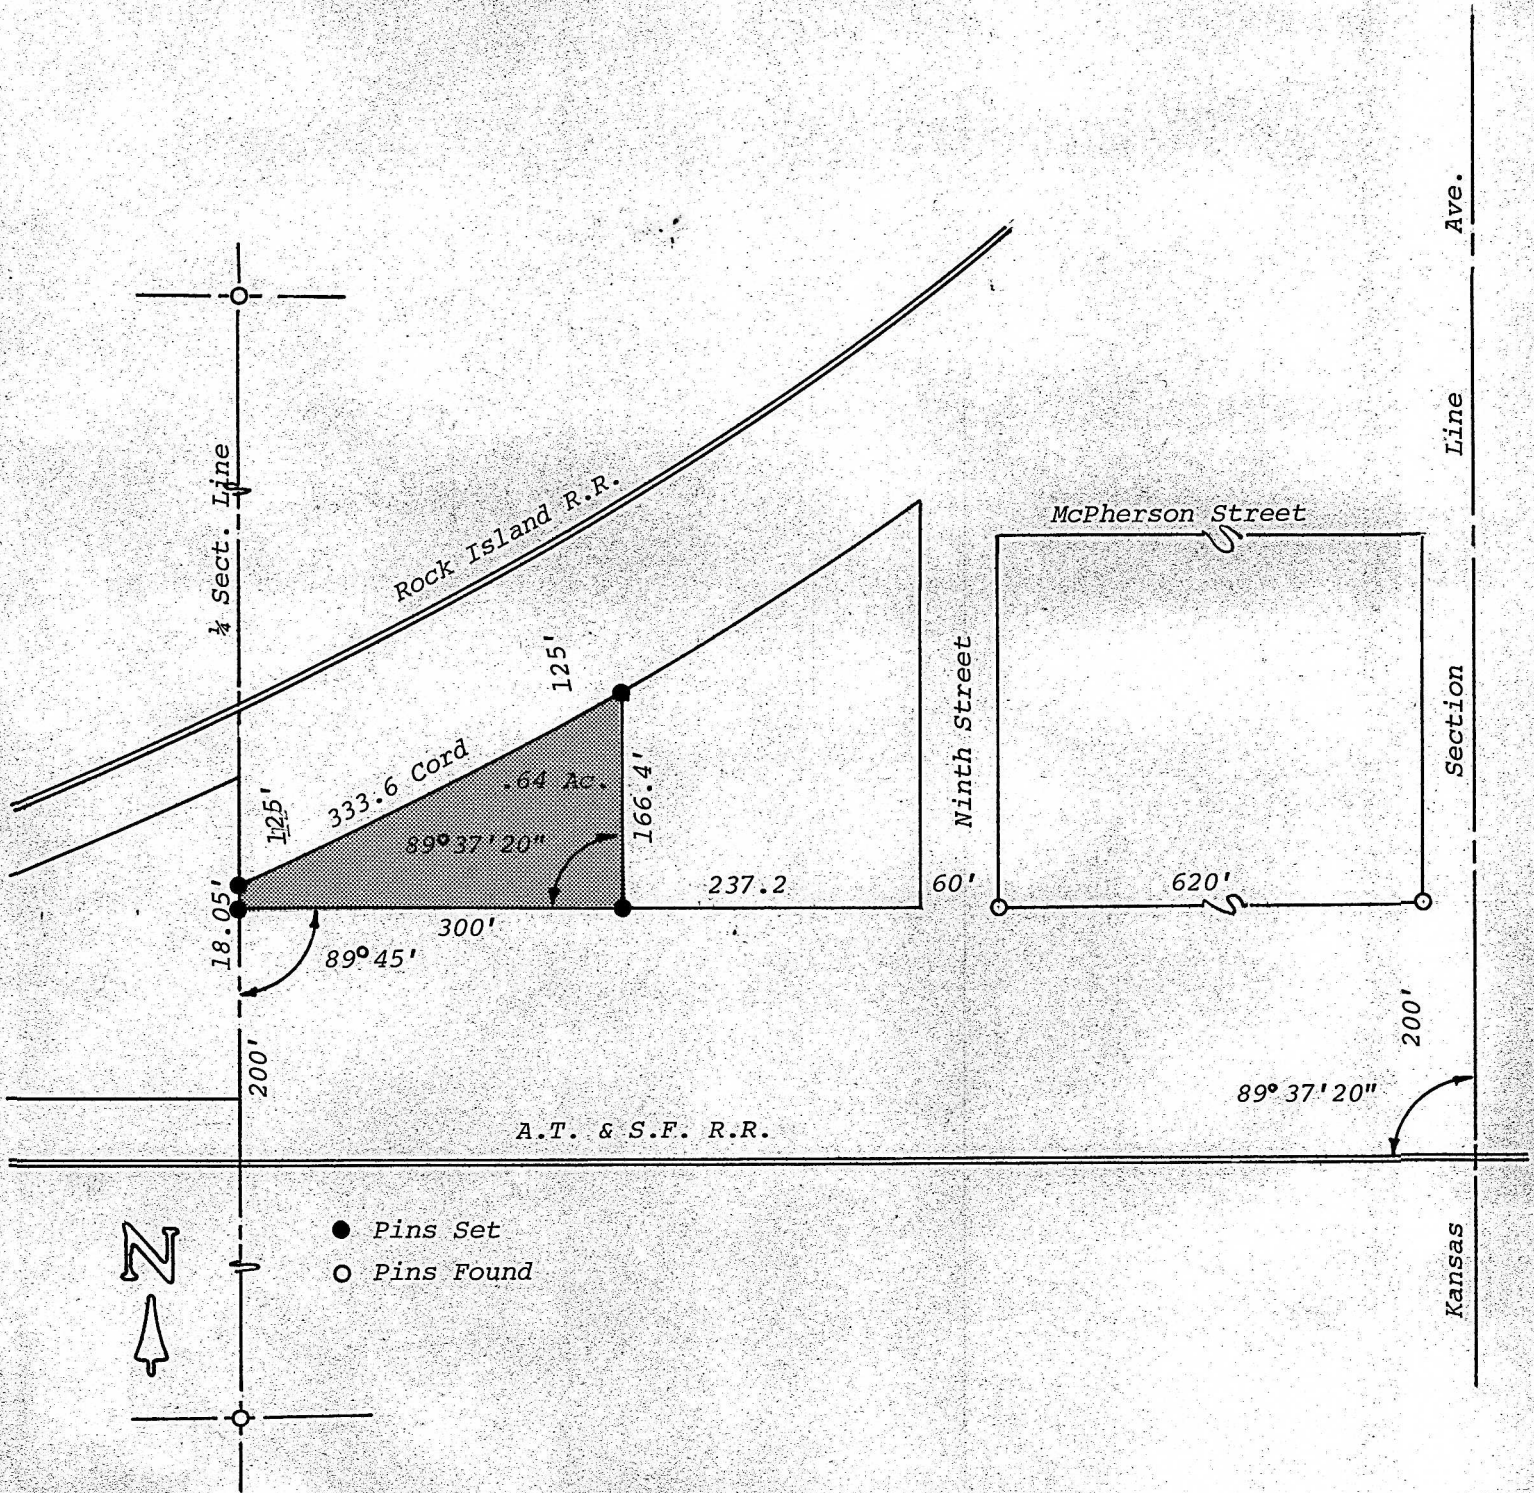 Ave.
Line
Section
Kansas
¼ Sect. Line
Rock Island R.R.
McPherson Street
Ninth Street
125'
125'
333.6 Cord
.64 Ac.
166.4'
89°37'20"
18.05'
300'
237.2
60'
620'
89°45'
200'
200'
89°37'20"
A.T. & S.F. R.R.
N
Pins Set
Pins Found